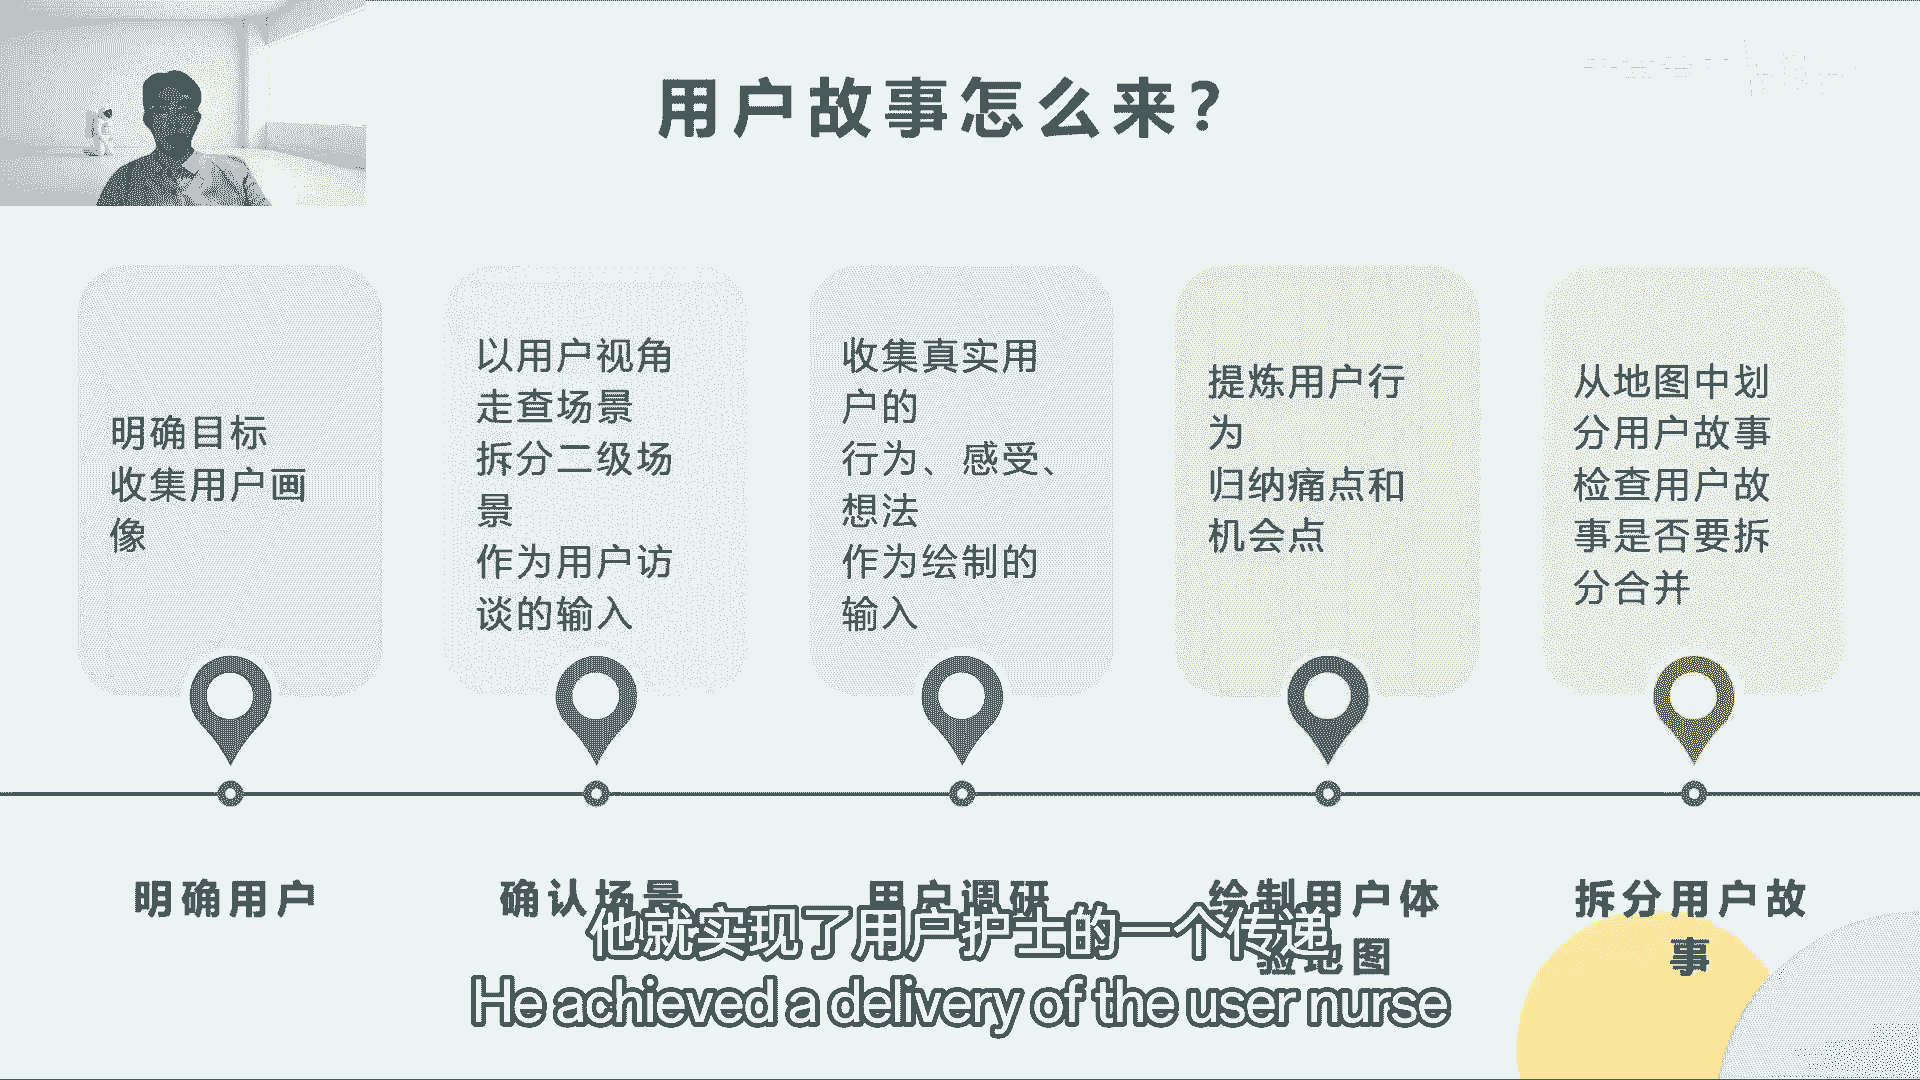 用户故事怎么来?
明确目标
收集用户画
像
以用户视角
走查场景
拆分二级场
景
作为用户访
谈的输入
收集真实用
户的
行为、感受、
想法
作为绘制的
输入
提炼用户行
为
归纳痛点和
机会点
从地图中划
分用户故事
检查用户故
事是否要拆
分合并
明确用户
确认场景
用户调研
绘制用户体
验地图
拆分用户故
事
他就实现了用户护士的一个传递
He achieved a delivery of the user nurse